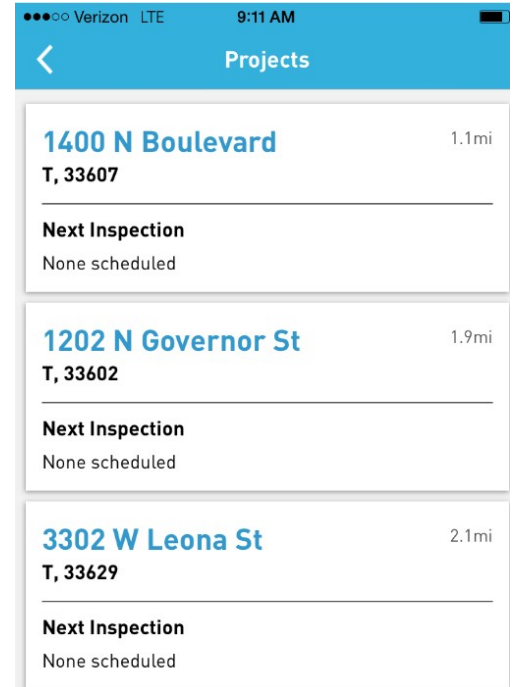 Verizon LTE 9:11 AM
Projects
1400 N Boulevard 1.1mi
T, 33607
Next Inspection
None scheduled
1202 N Governor St 1.9mi
T, 33602
Next Inspection
None scheduled
3302 W Leona St 2.1mi
T, 33629
Next Inspection
None scheduled